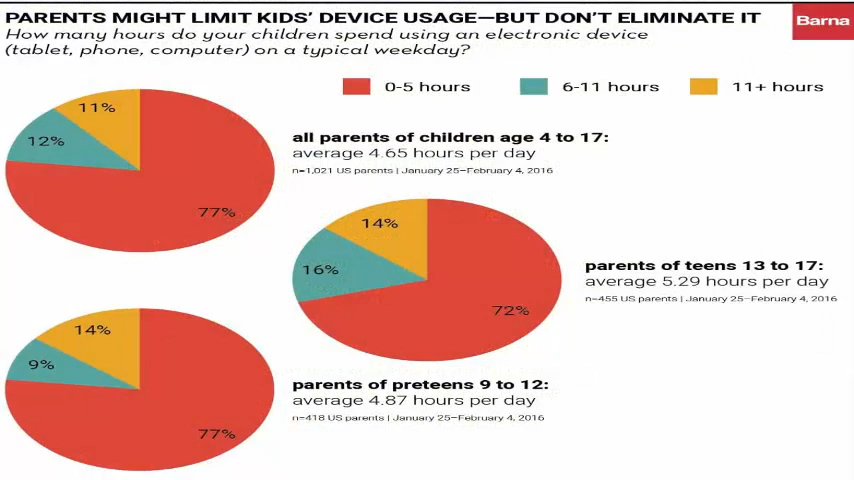 PARENTS MIGHT LIMIT KIDS' DEVICE USAGE—BUT DON'T ELIMINATE IT
Barna
How many hours do your children spend using an electronic device
(tablet, phone, computer) on a typical weekday?
0-5 hours
6-11 hours
11+ hours
11%
12%
77%
all parents of children age 4 to 17:
average 4.65 hours per day
n=1,021 US parents | January 25–February 4, 2016
14%
16%
72%
parents of teens 13 to 17:
average 5.29 hours per day
n=455 US parents | January 25–February 4, 2016
14%
9%
77%
parents of preteens 9 to 12:
average 4.87 hours per day
n=418 US parents | January 25–February 4, 2016